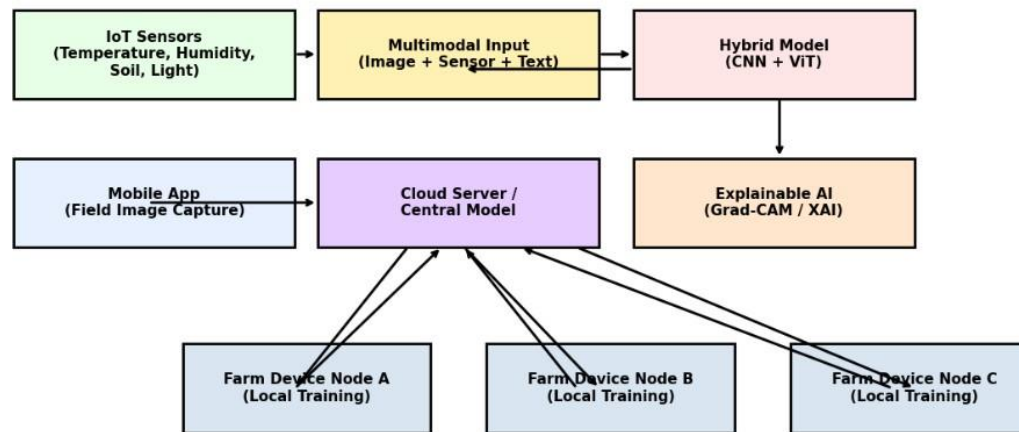 IoT Sensors
(Temperature, Humidity,
Soil, Light)
Multimodal Input
(Image + Sensor + Text)
Hybrid Model
(CNN + ViT)
Mobile App
(Field Image Capture)
Cloud Server /
Central Model
Explainable AI
(Grad-CAM / XAI)
Farm Device Node A
(Local Training)
Farm Device Node B
(Local Training)
Farm Device Node C
(Local Training)